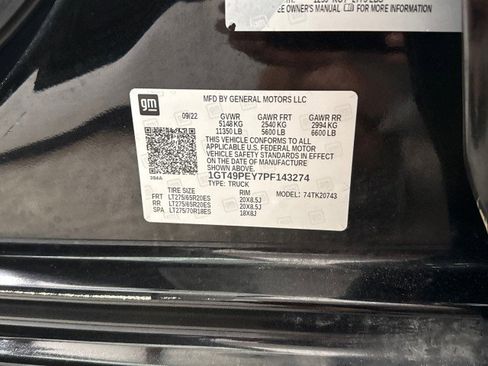 SEE OWNER'S MANUAL FOR MORE INFORMATION
gm
MFD BY GENERAL MOTORS LLC
09/22 GVWR GAWR FRT GAWR RR
5148 KG 2540 KG 2994 KG
11350 LB 5600 LB 6600 LB
THIS VEHICLE CONFORMS TO ALL
APPLICABLE U.S. FEDERAL MOTOR
VEHICLE SAFETY STANDARDS IN EFFECT
ON THE DATE OF MANUFACTURE
1GT49PEY7PF143274
TYPE: TRUCK
TIRE SIZE RIM MODEL: 74TK20743
FRT LT275/65R20ES 20X8.5J
RR LT275/65R20ES 20X8.5J
SPA LT275/70R18ES 18X8J